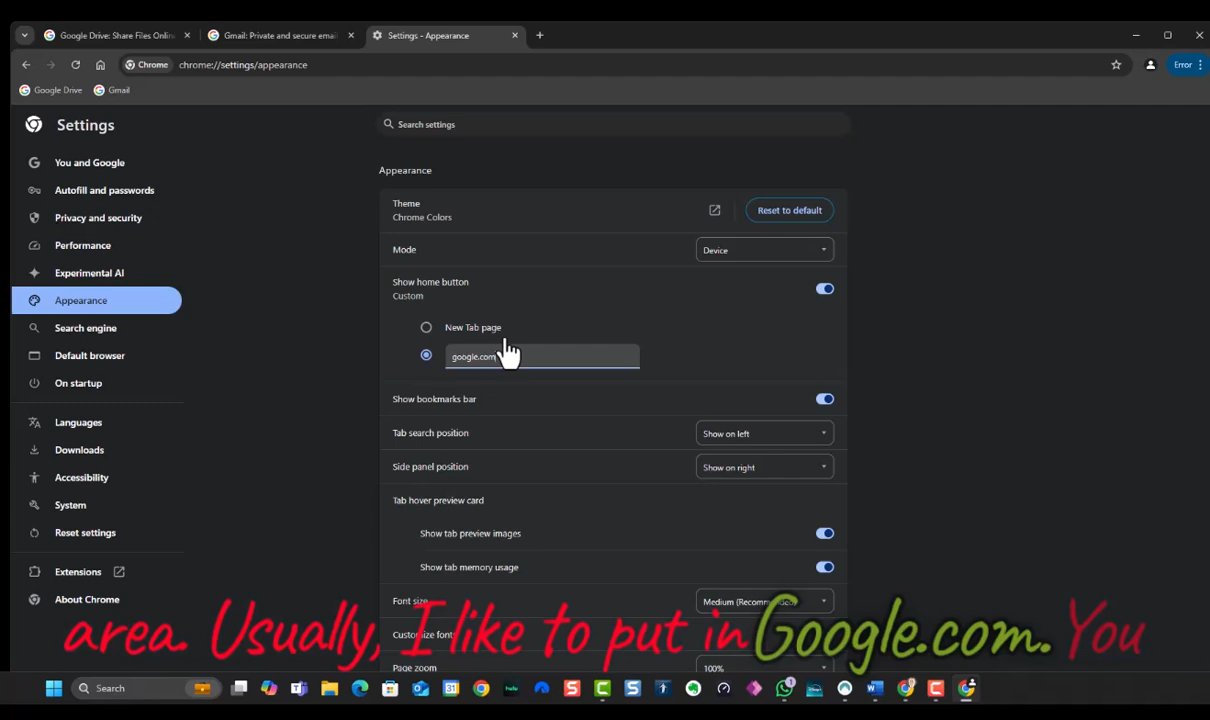 Google Drive: Share Files Onlin
Gmail: Private and secure emai
Settings - Appearance
Chrome
chrome://settings/appearance
Error
Google Drive
Gmail
Settings
Search settings
You and Google
Autofill and passwords
Privacy and security
Performance
Experimental AI
Appearance
Search engine
Default browser
On startup
Languages
Downloads
Accessibility
System
Reset settings
Extensions
About Chrome
Appearance
Theme
Chrome Colors
Reset to default
Mode
Device
Show home button
Custom
New Tab page
google.com
Show bookmarks bar
Tab search position
Show on left
Side panel position
Show on right
Tab hover preview card
Show tab preview images
Show tab memory usage
Font size
Medium (Recommended)
Customize fonts
Page zoom
100%
area. Usually, I like to put in Google.com. You
Search